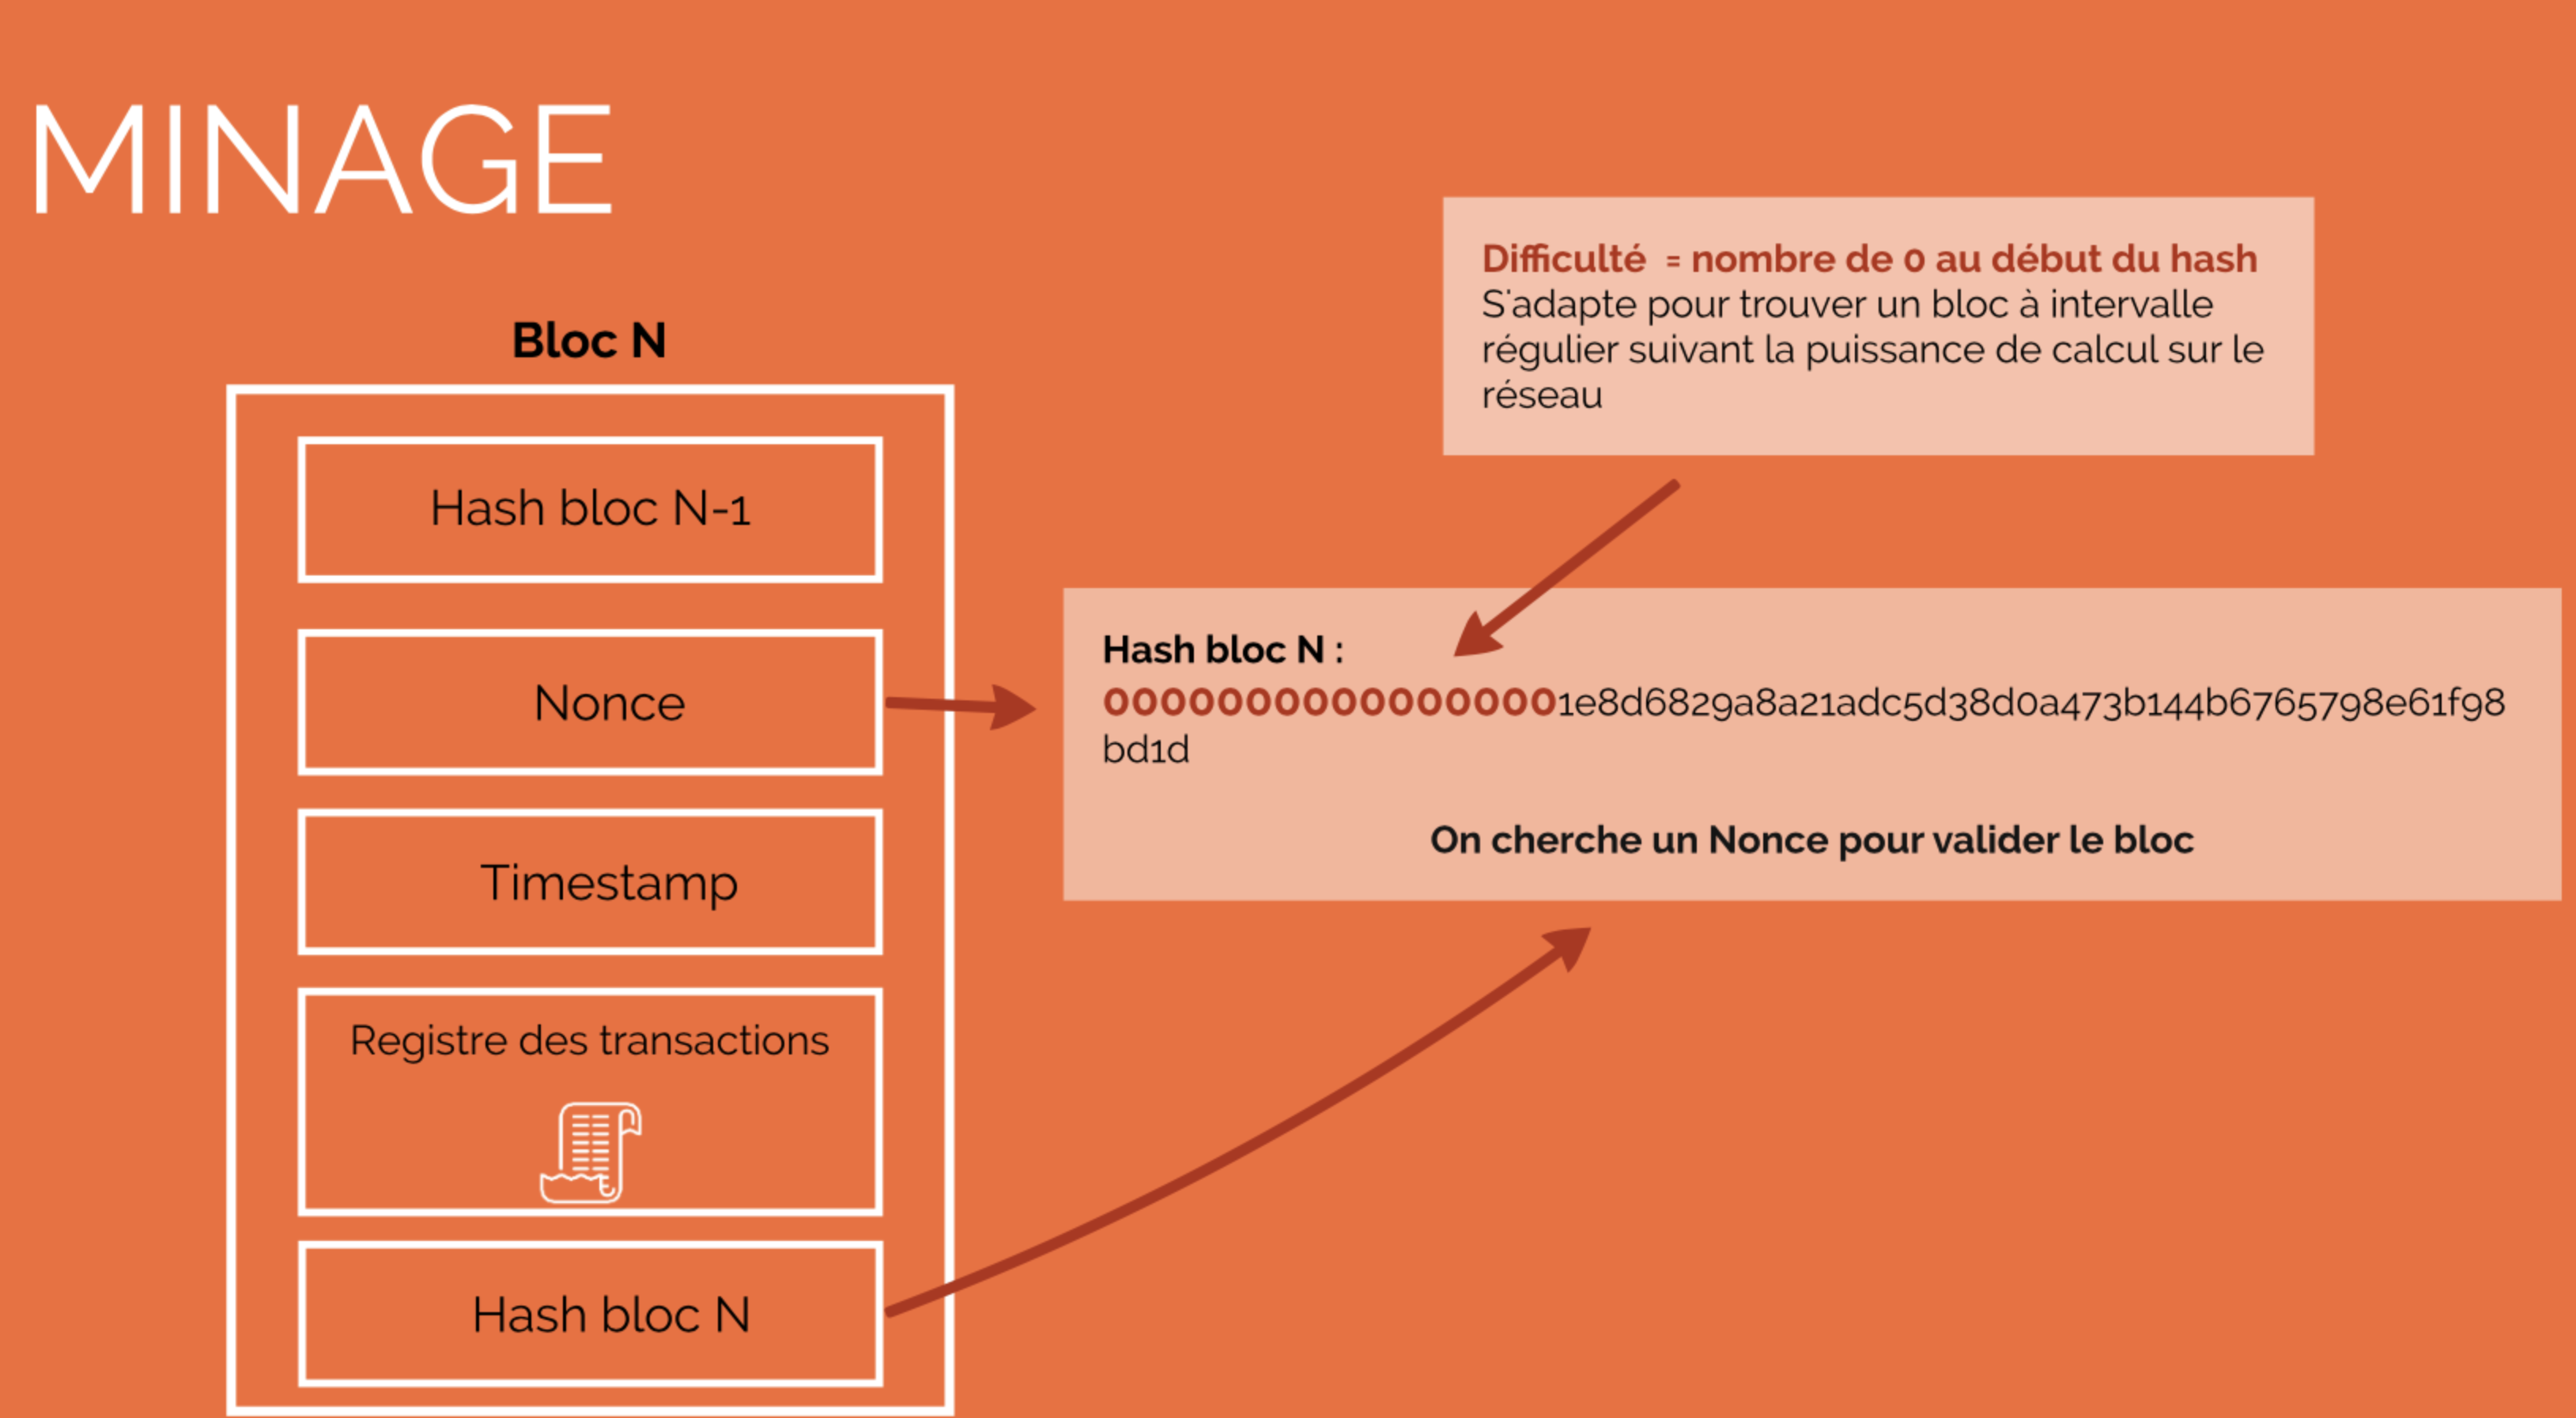 MINAGE
Bloc N
Hash bloc N-1
Nonce
Timestamp
Registre des transactions
Hash bloc N
Difficulté = nombre de 0 au début du hash
S'adapte pour trouver un bloc à intervalle
régulier suivant la puissance de calcul sur le
réseau
Hash bloc N :
00000000000000001e8d6829a8a21adc5d38d0a473b144b6765798e61f98
bd1d
On cherche un Nonce pour valider le bloc